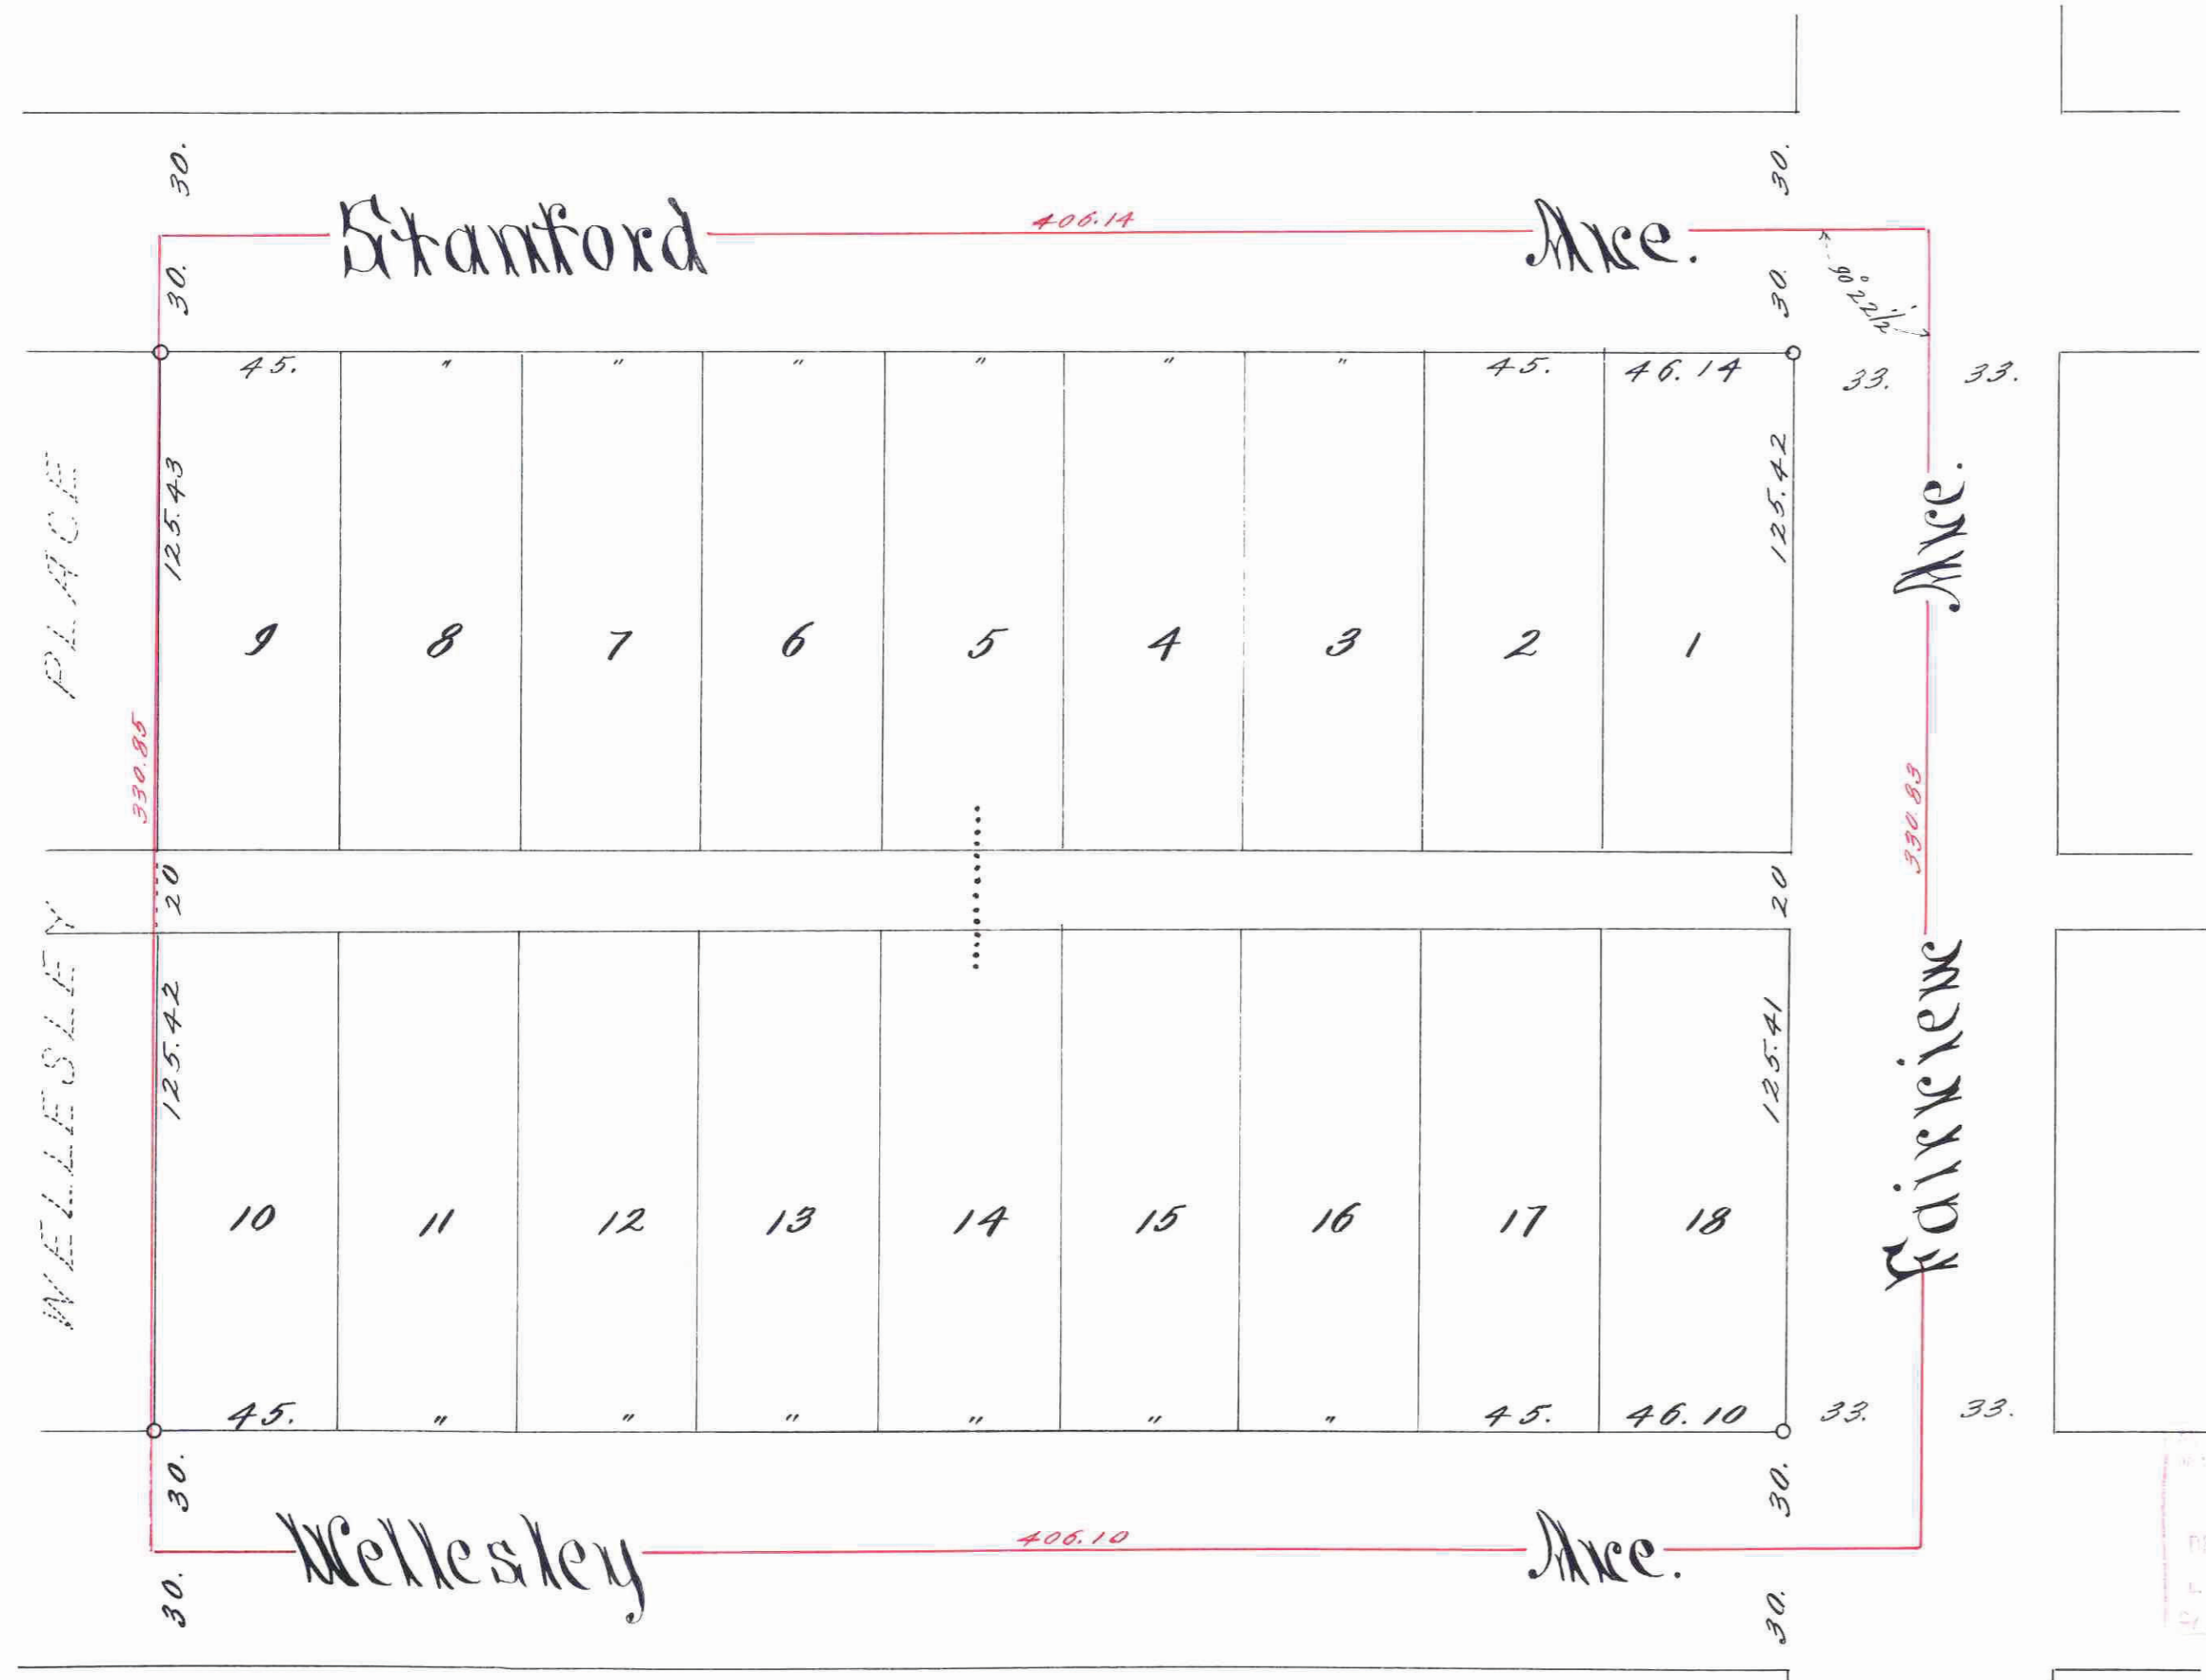 30. 30.
Stanford 406.14 Ave.
30. 30.
90° 22 1/2'
45. " " " " " " 45. 46.14 33. 33.
125.43 125.42
PLACE
Ave.
9 8 7 6 5 4 3 2 1
330.85
330.83
20 20
WELLESLEY
Fairview
125.42 125.41
10 11 12 13 14 15 16 17 18
45. " " " " " " 45. 46.10 33. 33.
30. 30.
Wellesley 406.10 Ave.
30. 30.